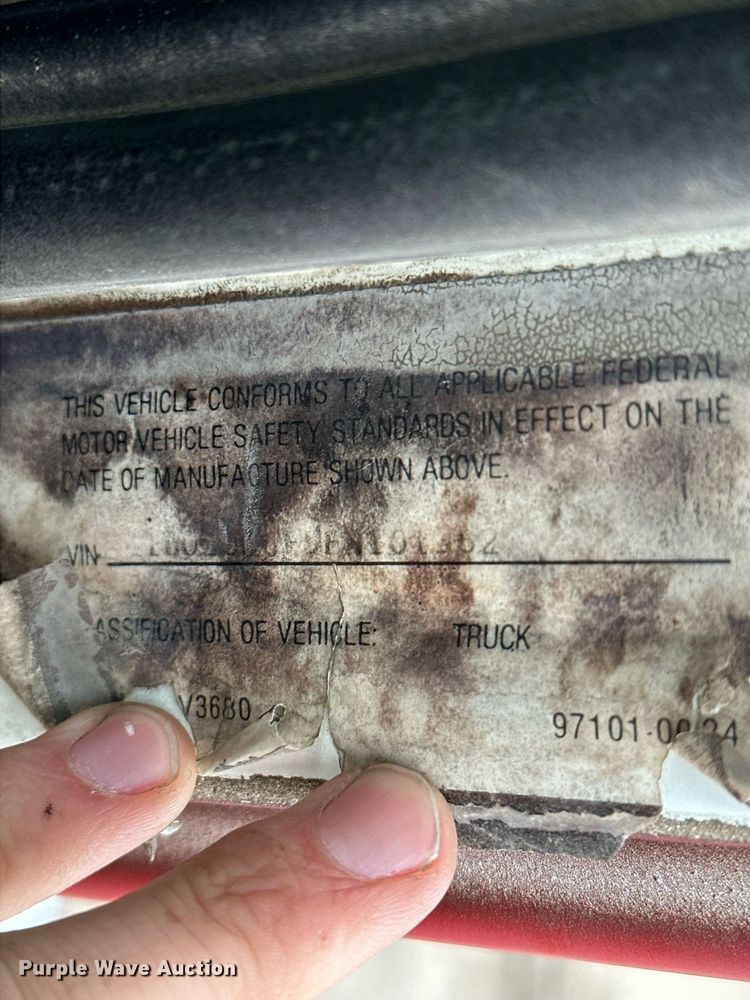 THIS VEHICLE CONFORMS TO ALL APPLICABLE FEDERAL
MOTOR VEHICLE SAFETY STANDARDS IN EFFECT ON THE
DATE OF MANUFACTURE SHOWN ABOVE.
VIN
ASSIFICATION OF VEHICLE: TRUCK
V3680
Purple Wave Auction